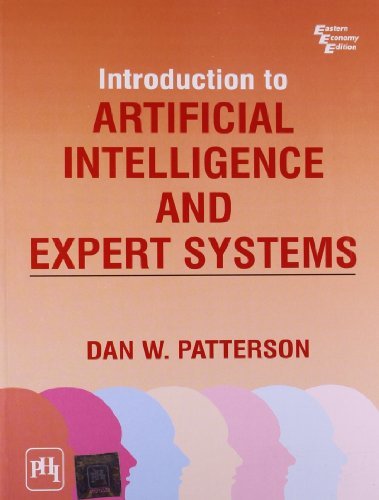 Eastern
Economy
Edition
Introduction to
ARTIFICIAL
INTELLIGENCE
AND
EXPERT SYSTEMS
DAN W. PATTERSON
PHI